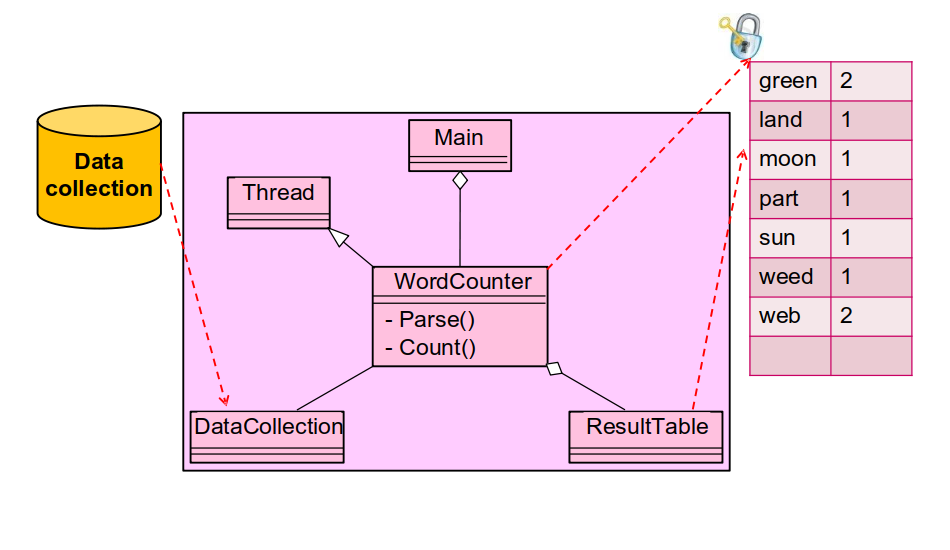 Data
collection
Main
Thread
WordCounter
- Parse()
- Count()
DataCollection
ResultTable
green 2
land 1
moon 1
part 1
sun 1
weed 1
web 2